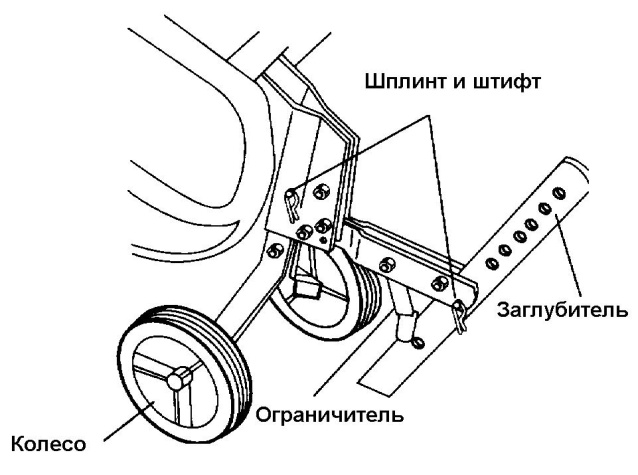 Шплинт и штифт
Заглубитель
Ограничитель
Колесо